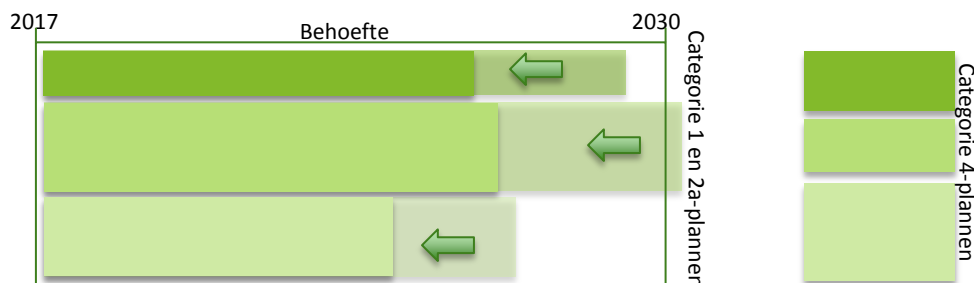 2017
Behoefte
2030
Categorie 1 en 2a-plannen
Categorie 4-plannen